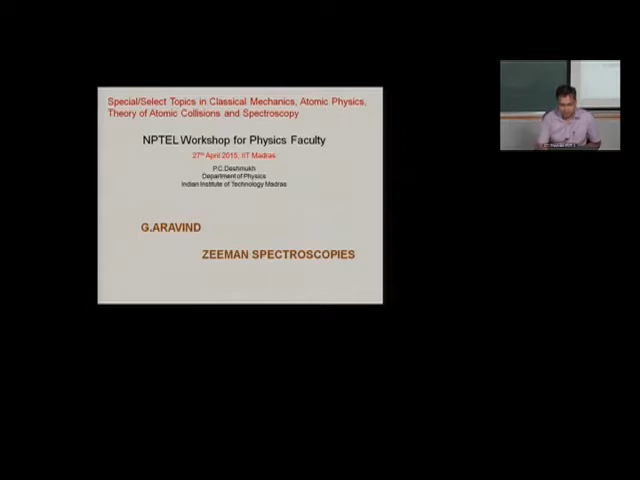 Special/Select Topics in Classical Mechanics, Atomic Physics,
Theory of Atomic Collisions and Spectroscopy
NPTEL Workshop for Physics Faculty
27th April 2015, IIT Madras
P.C.Deshmukh
Department of Physics
Indian Institute of Technology Madras
G.ARAVIND
ZEEMAN SPECTROSCOPIES